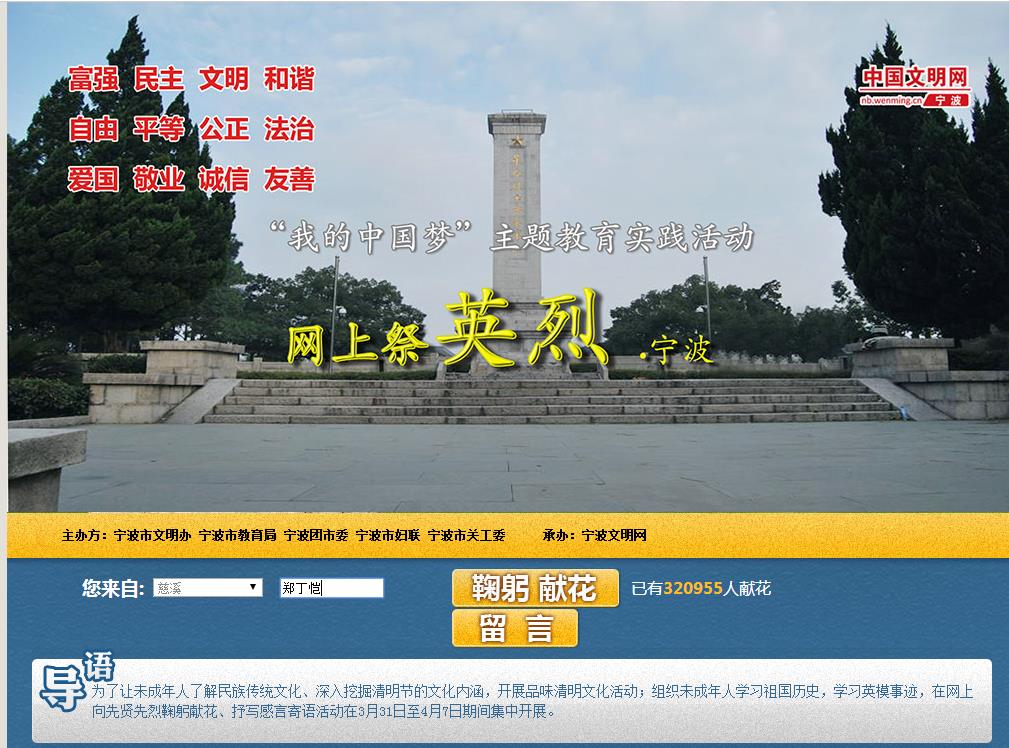 富强 民主 文明 和谐
自由 平等 公正 法治
爱国 敬业 诚信 友善
中国文明网
nb.wenming.cn 宁波
“我的中国梦”主题教育实践活动
网上祭英烈.宁波
主办方：宁波市文明办 宁波市教育局 宁波团市委 宁波市妇联 宁波市关工委 承办：宁波文明网
您来自: 慈溪 郑丁恺 鞠躬 献花 已有320955人献花
留 言
导语
为了让未成年人了解民族传统文化、深入挖掘清明节的文化内涵，开展品味清明文化活动；组织未成年人学习祖国历史，学习英模事迹，在网上
向先贤先烈鞠躬献花、抒写感言寄语活动在3月31日至4月7日期间集中开展。